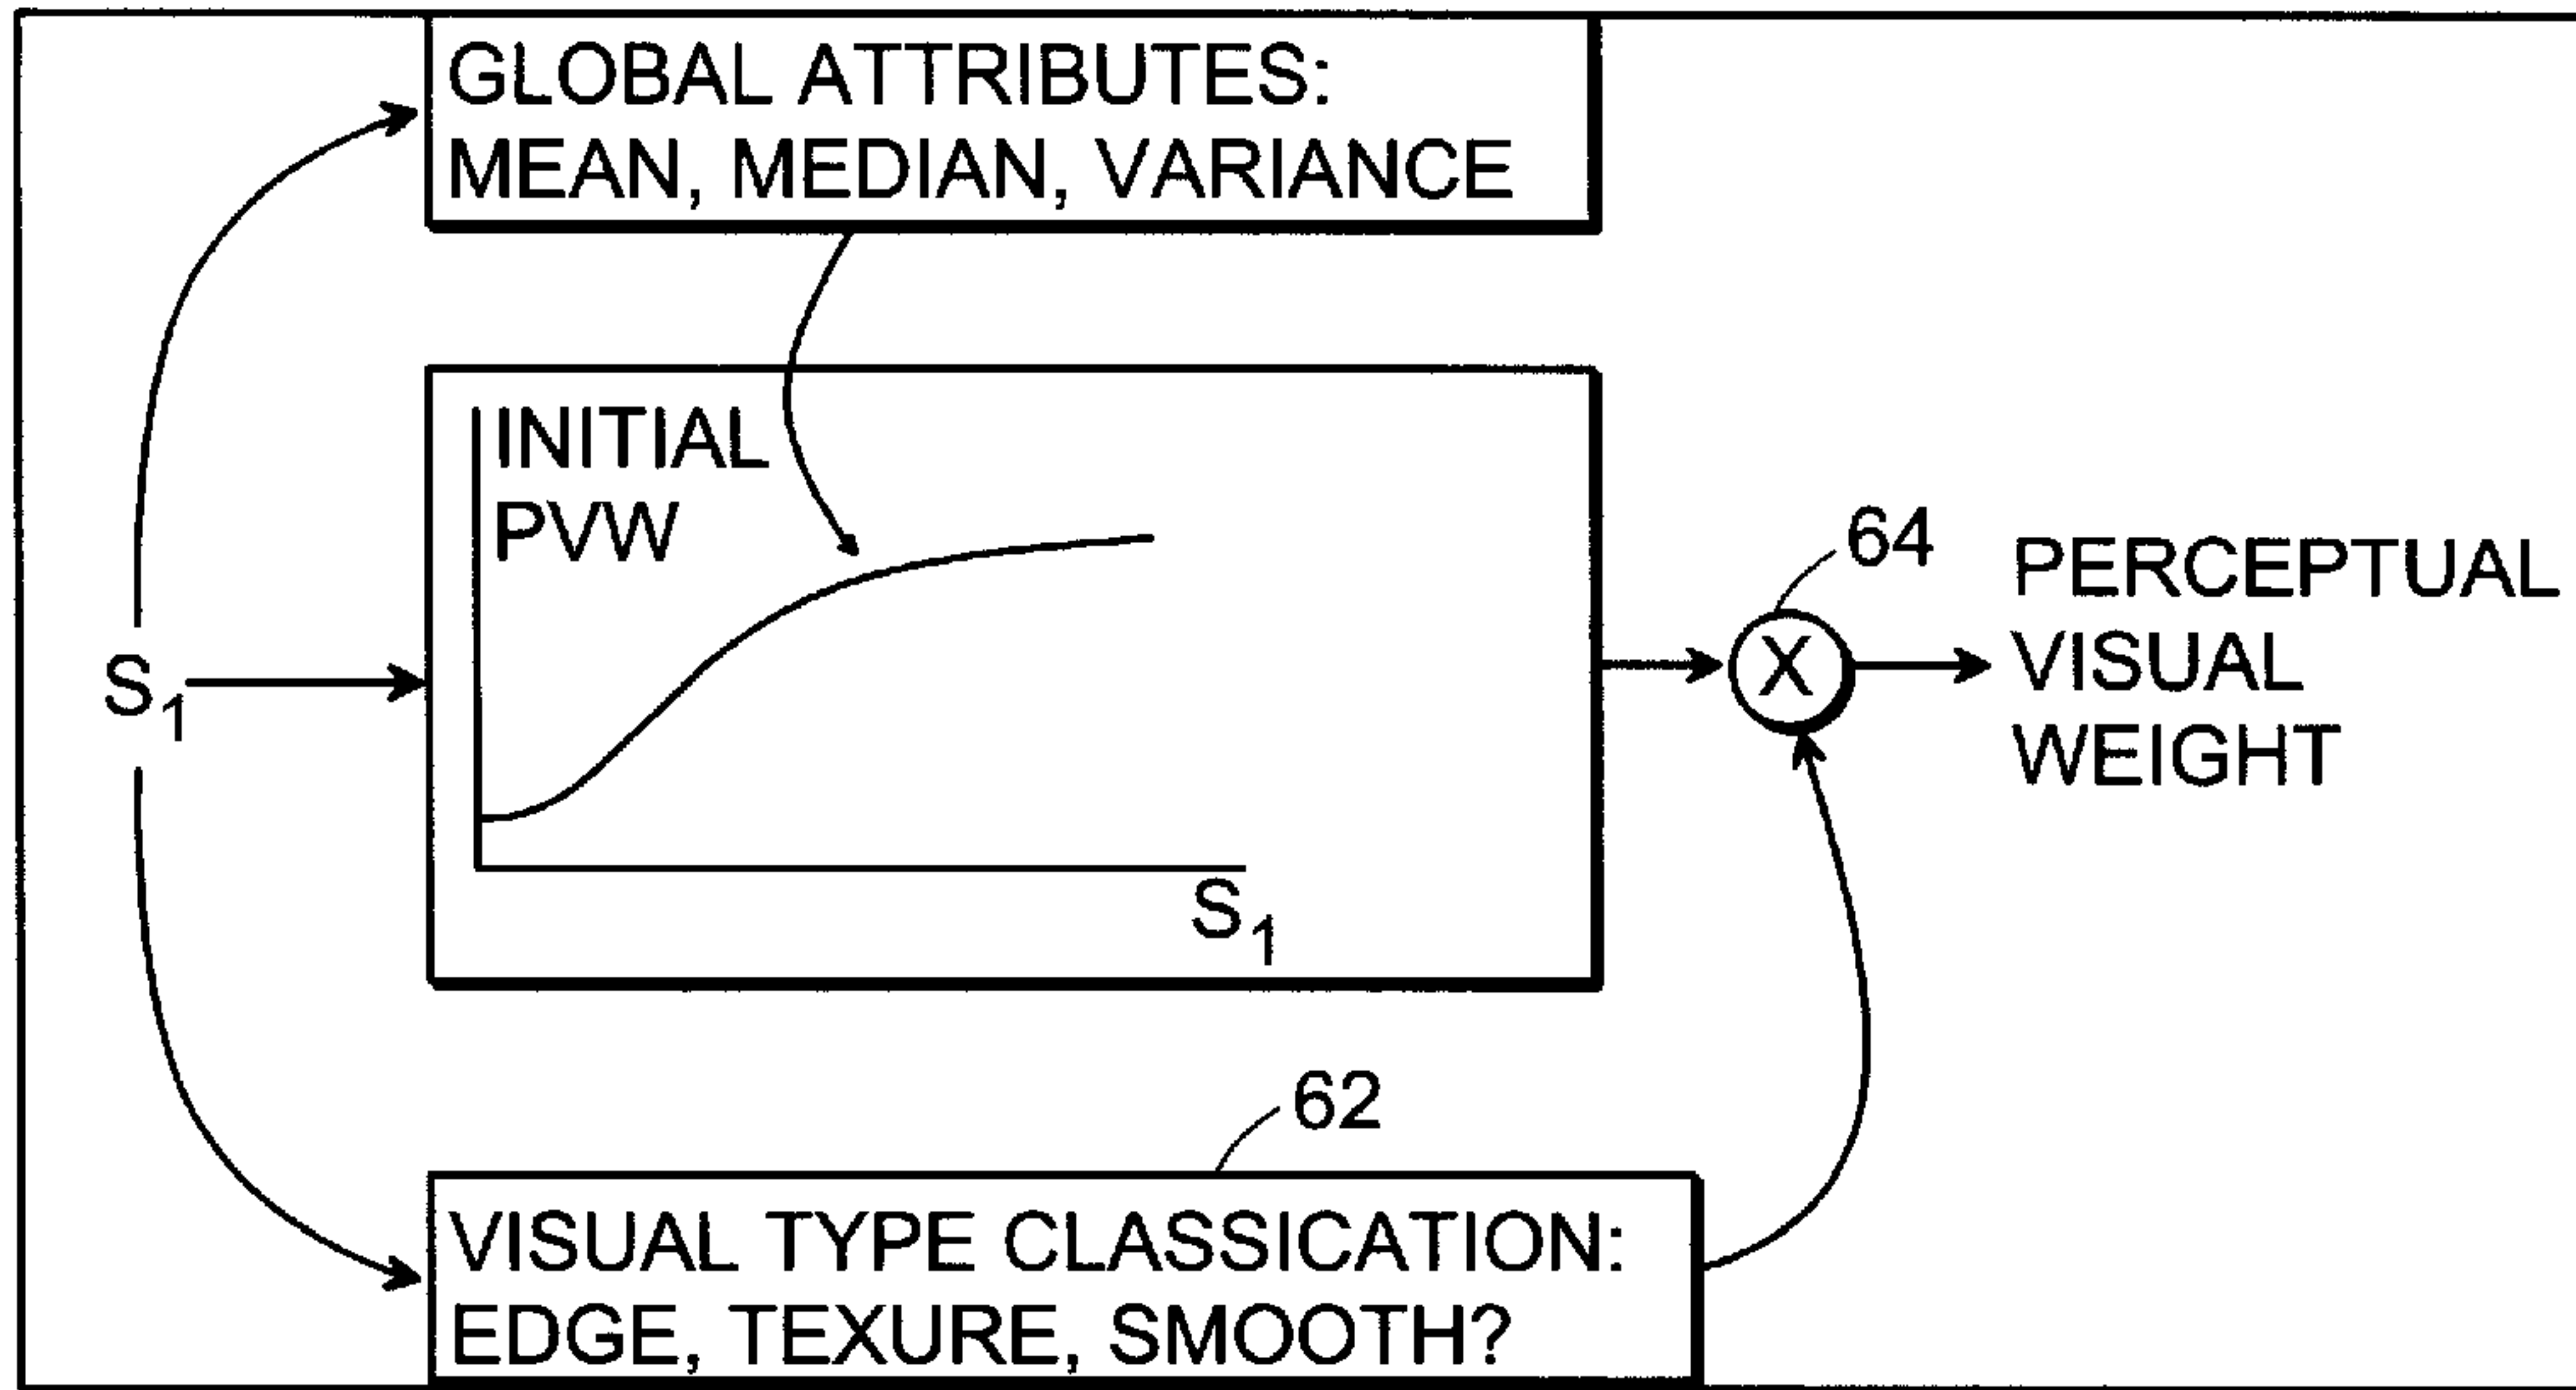 GLOBAL ATTRIBUTES:
MEAN, MEDIAN, VARIANCE
INITIAL
PVW
64
PERCEPTUAL
VISUAL
WEIGHT
X
S1
S1
62
VISUAL TYPE CLASSICATION:
EDGE, TEXURE, SMOOTH?